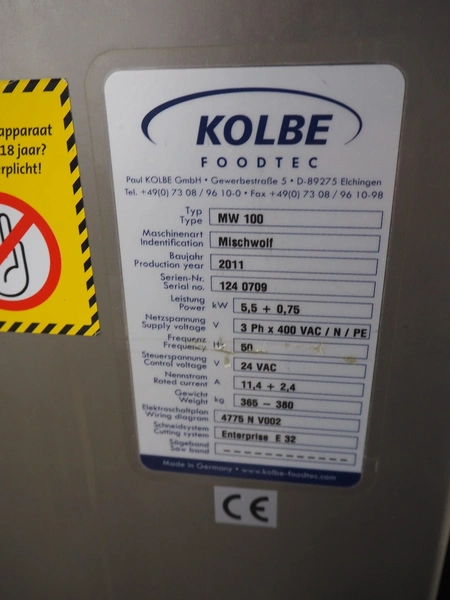 apparaat
18 jaar?
rplicht!
KOLBE
FOODTEC
Paul KOLBE GmbH • Gewerbestraße 5 • D-89275 Elchingen
Tel. +49(0) 73 08 / 96 10-0 • Fax +49(0) 73 08 / 96 10-98
Typ
Type MW 100
Maschinenart
Indentification Mischwolf
Baujahr
Production year 2011
Serien-Nr.
Serial no. 124 0709
Leistung
Power kW 5,5 + 0,75
Netzspannung
Supply voltage V 3 Ph x 400 VAC / N / PE
Frequnz
Frequency Hz 50
Steuerspannung
Control voltage V 24 VAC
Nennstrom
Rated current A 11,4 + 2,4
Gewicht
Weight kg 365 - 380
Elektroschaltplan
Wiring diagram 4775 N V002
Schneidsystem
Cutting system Enterprise E 32
Sägeband
Saw band - - - - - - - - - - - - - - -
Made in Germany • www.kolbe-foodtec.com
CE